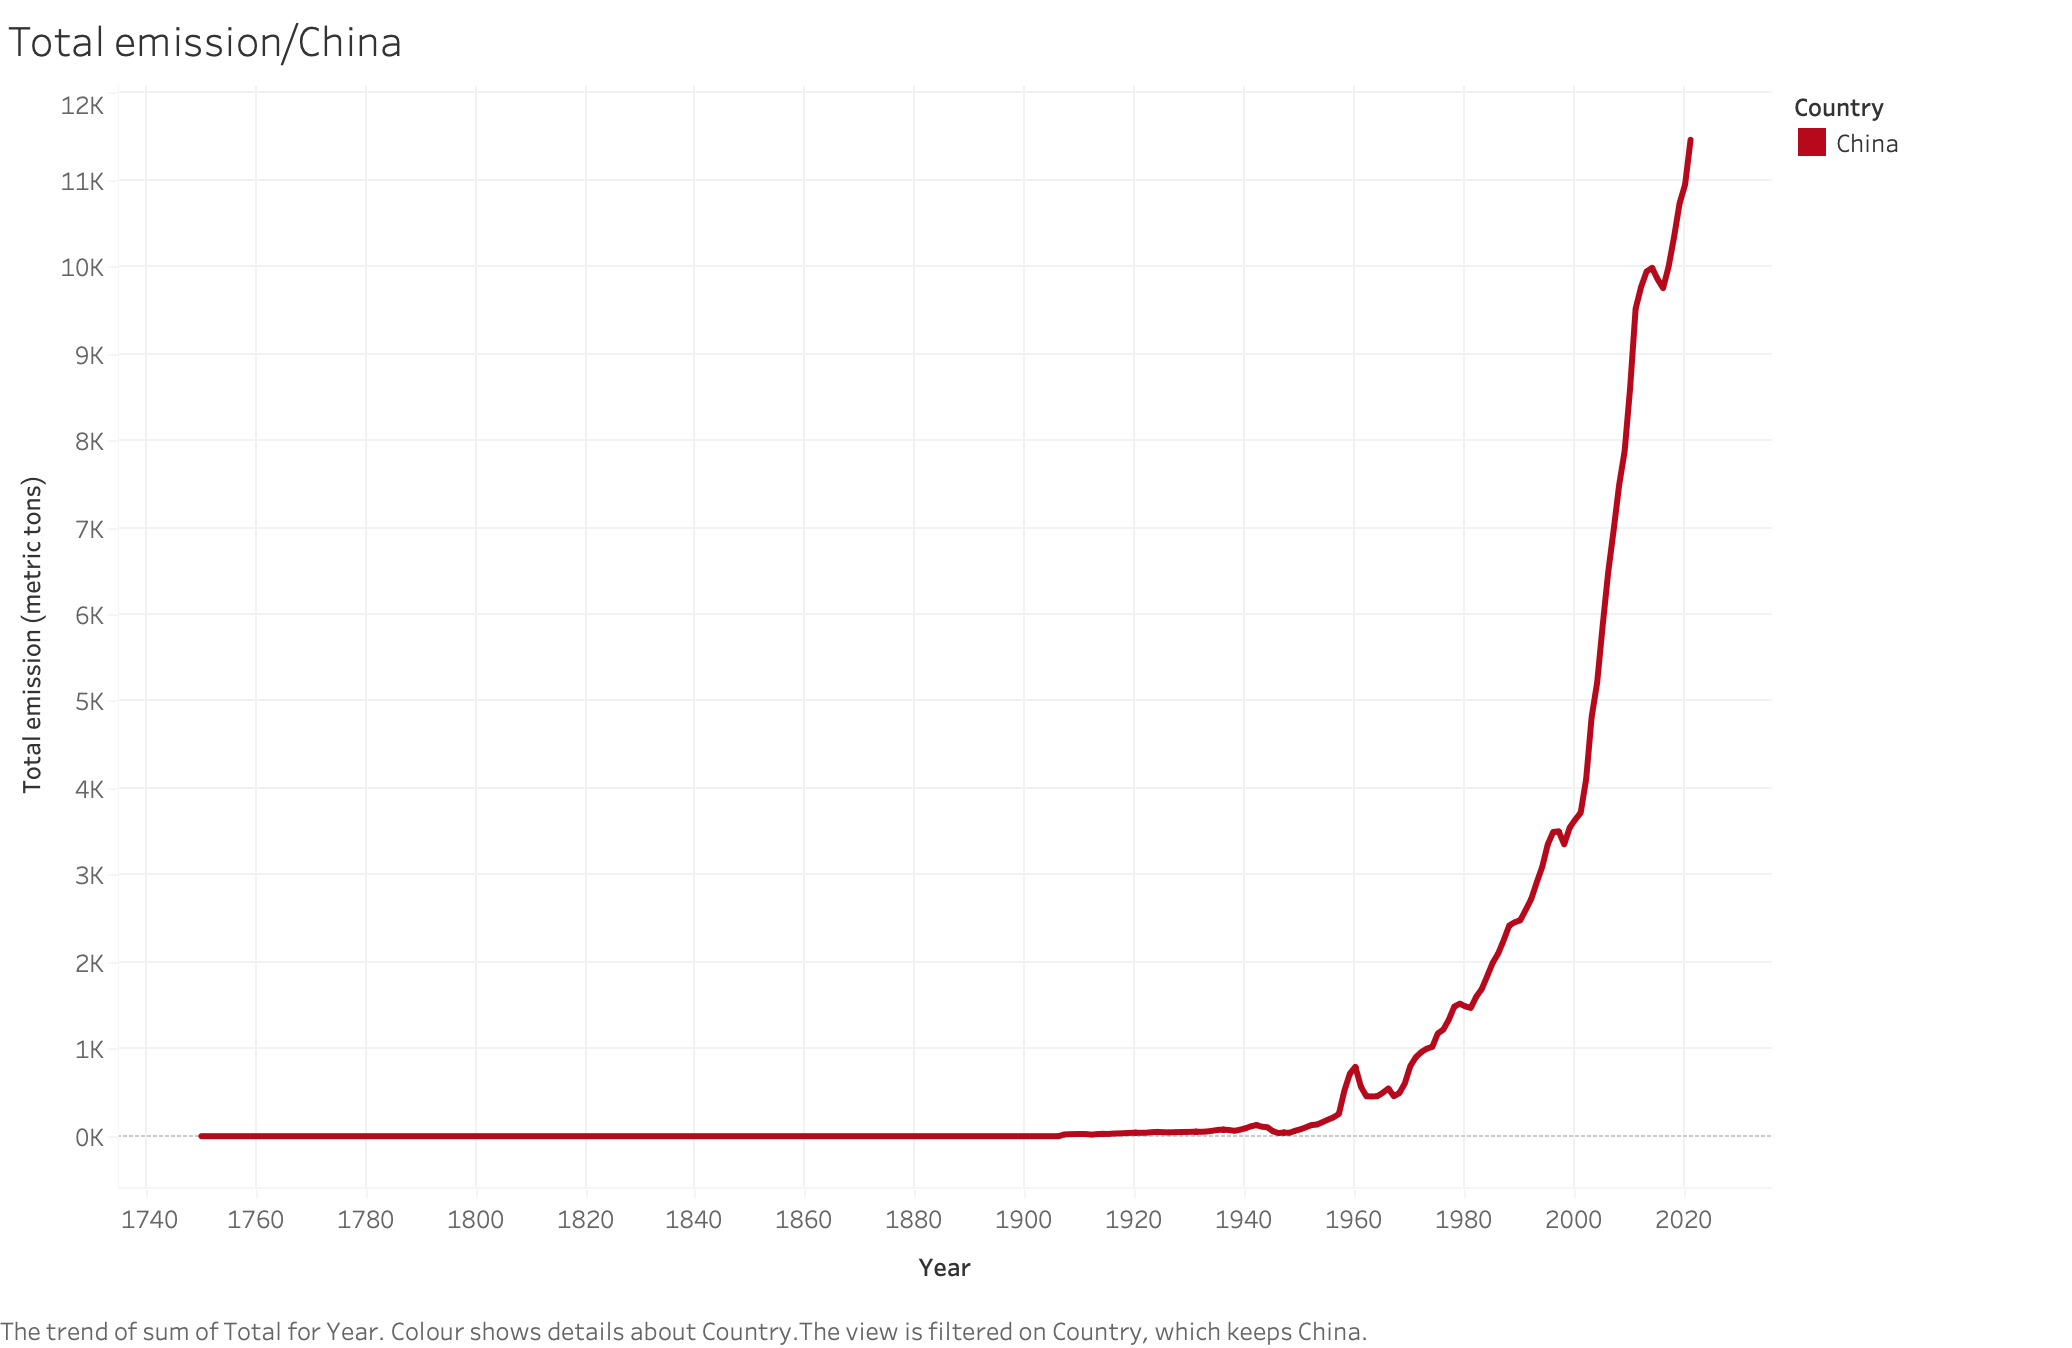 Total emission/China
12K
11K
10K
9K
8K
7K
6K
5K
4K
3K
2K
1K
0K
Total emission (metric tons)
1740 1760 1780 1800 1820 1840 1860 1880 1900 1920 1940 1960 1980 2000 2020
Year
Country
China
The trend of sum of Total for Year. Colour shows details about Country.The view is filtered on Country, which keeps China.